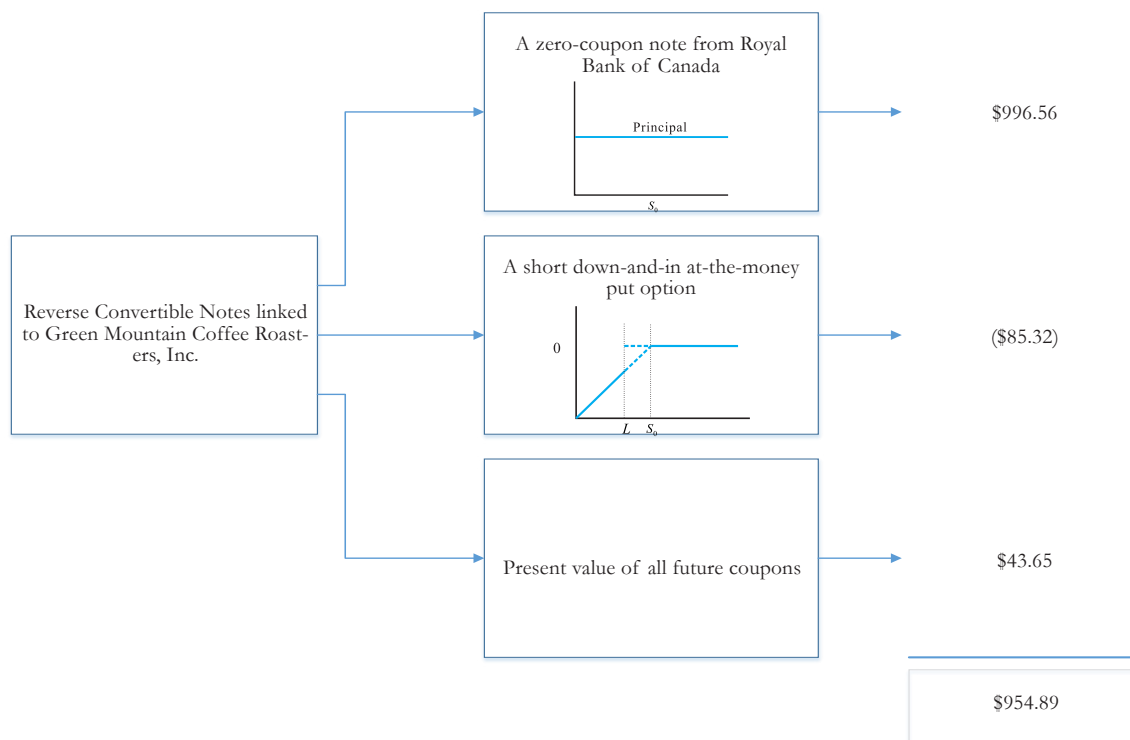 A zero-coupon note from Royal
Bank of Canada
Principal
S₀
$996.56
Reverse Convertible Notes linked
to Green Mountain Coffee Roast-
ers, Inc.
A short down-and-in at-the-money
put option
0
L S₀
($85.32)
Present value of all future coupons
$43.65
$954.89